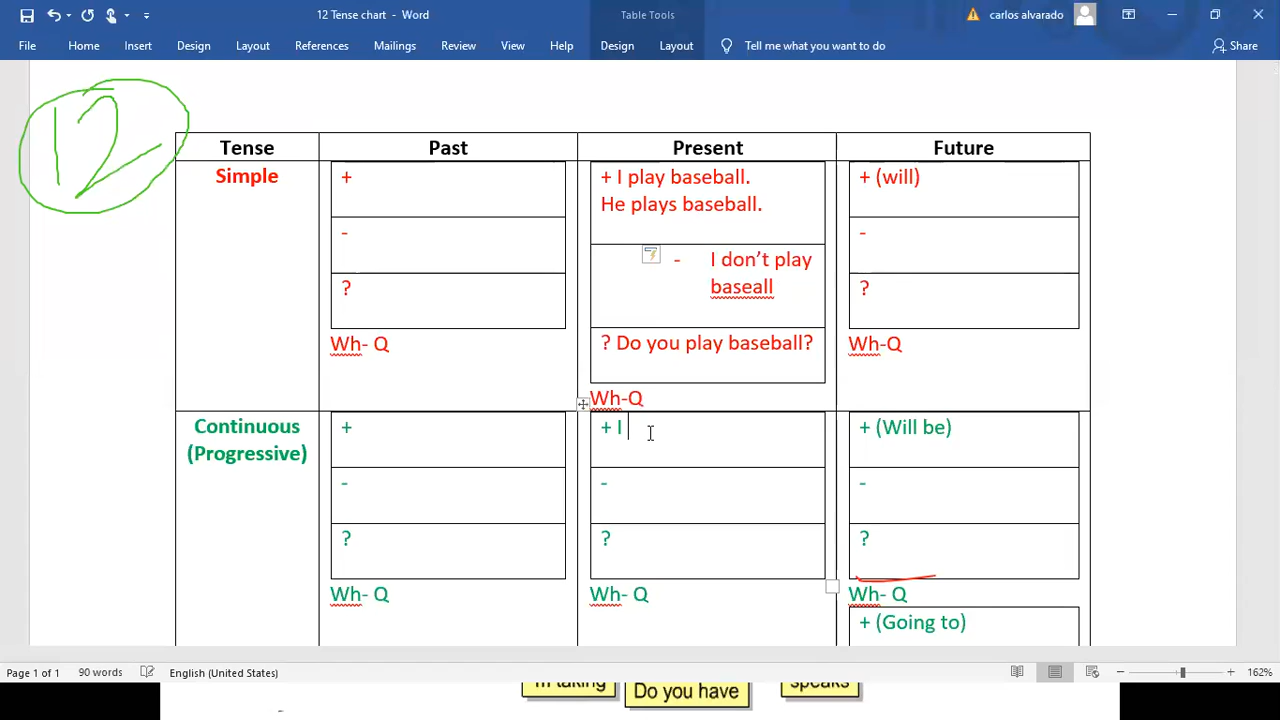 12 Tense chart - Word
Table Tools
carlos alvarado
File Home Insert Design Layout References Mailings Review View Help Design Layout Tell me what you want to do Share
12
Tense Past Present Future
Simple
+
-
?
Wh- Q
+ I play baseball.
He plays baseball.
- I don’t play
baseall
? Do you play baseball?
Wh-Q
+ (will)
-
?
Wh-Q
Continuous
(Progressive)
+
-
?
Wh- Q
+ I
-
?
Wh- Q
+ (Will be)
-
?
Wh- Q
+ (Going to)
Page 1 of 1 90 words English (United States) 162%
I'm taking Do you have speaks